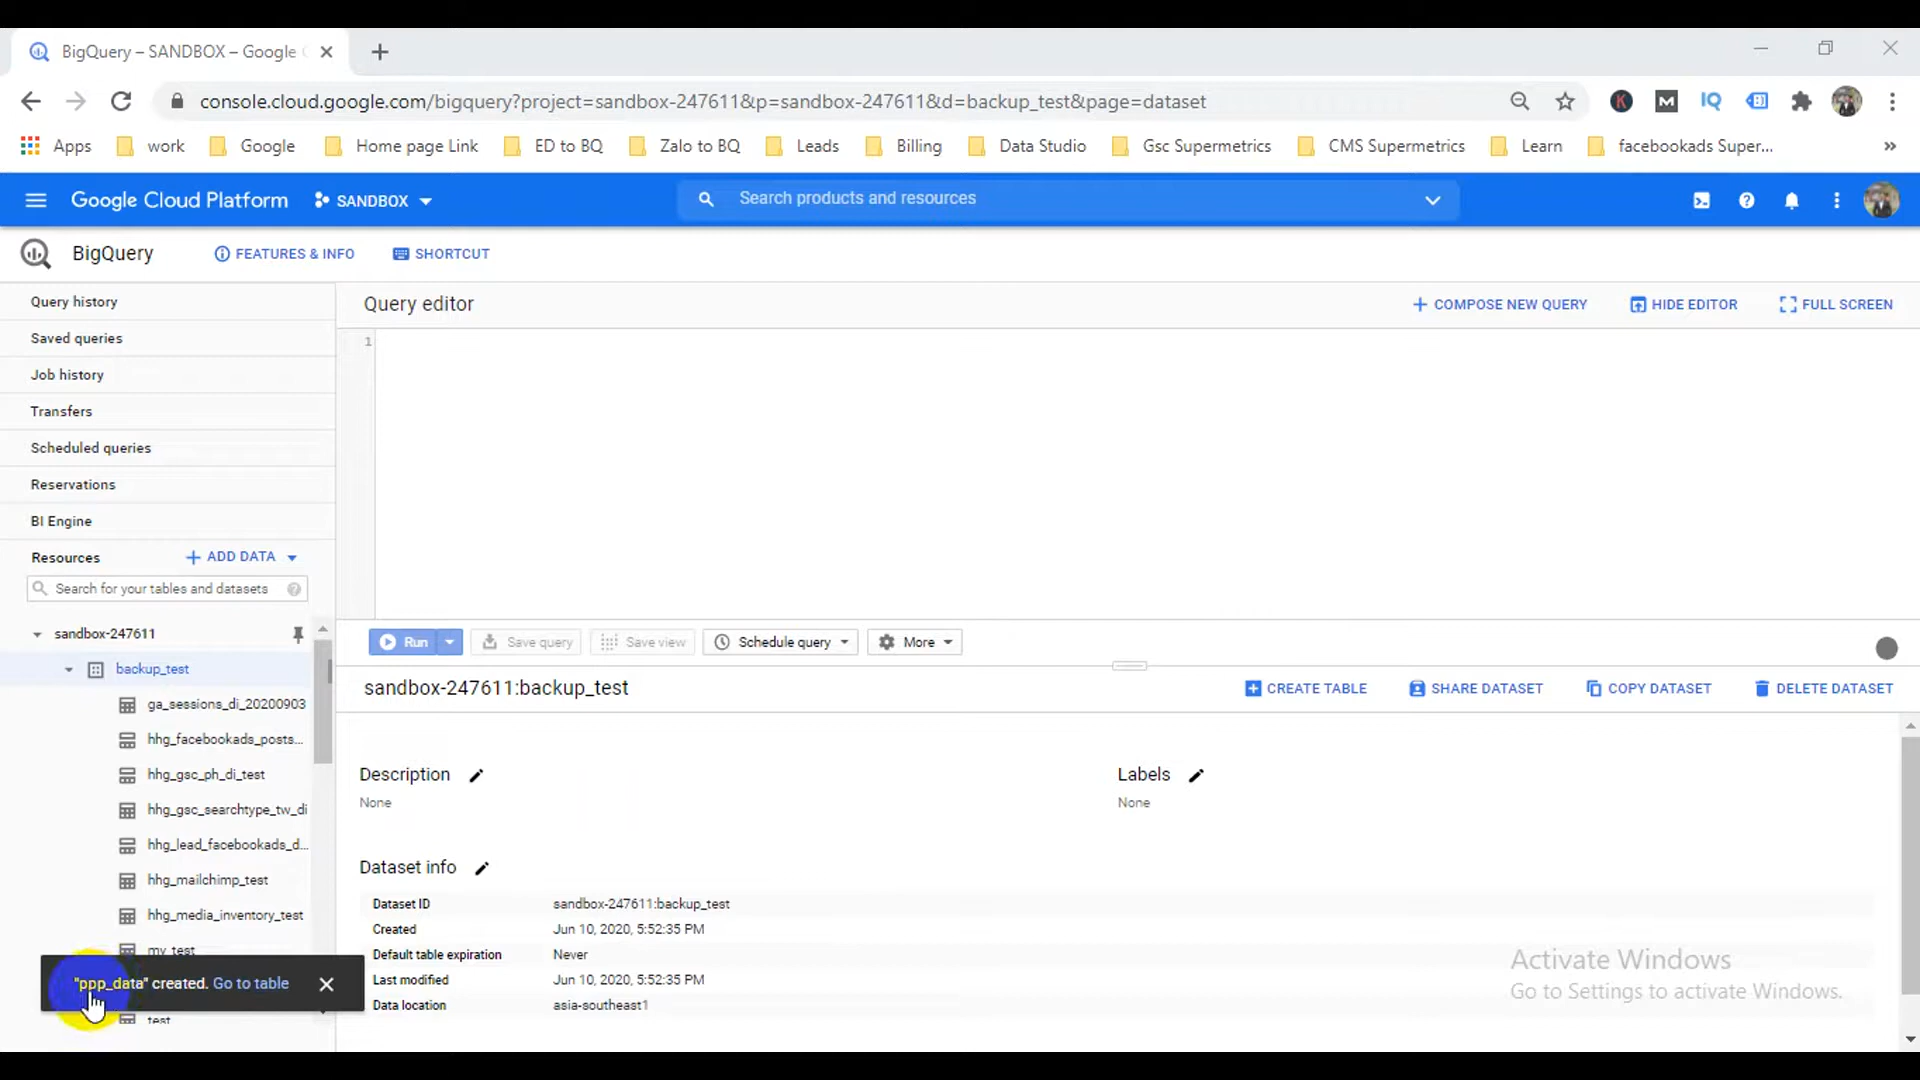 BigQuery – SANDBOX – Google C
console.cloud.google.com/bigquery?project=sandbox-247611&p=sandbox-247611&d=backup_test&page=dataset
K M IQ
Apps work Google Home page Link ED to BQ Zalo to BQ Leads Billing Data Studio Gsc Supermetrics CMS Supermetrics Learn facebookads Super... »
Google Cloud Platform SANDBOX Search products and resources
BigQuery FEATURES & INFO SHORTCUT
Query history
Saved queries
Job history
Transfers
Scheduled queries
Reservations
BI Engine
Resources + ADD DATA
Search for your tables and datasets
sandbox-247611
backup_test
ga_sessions_di_20200903
hhg_facebookads_posts...
hhg_gsc_ph_di_test
hhg_gsc_searchtype_tw_di
hhg_lead_facebookads_d...
hhg_mailchimp_test
hhg_media_inventory_test
mv_test
"ppp_data" created. Go to table
test
Query editor + COMPOSE NEW QUERY HIDE EDITOR FULL SCREEN
1
Run Save query Save view Schedule query More
sandbox-247611:backup_test CREATE TABLE SHARE DATASET COPY DATASET DELETE DATASET
Description Labels
None None
Dataset info
Dataset ID sandbox-247611:backup_test
Created Jun 10, 2020, 5:52:35 PM
Default table expiration Never
Last modified Jun 10, 2020, 5:52:35 PM
Data location asia-southeast1
Activate Windows
Go to Settings to activate Windows.